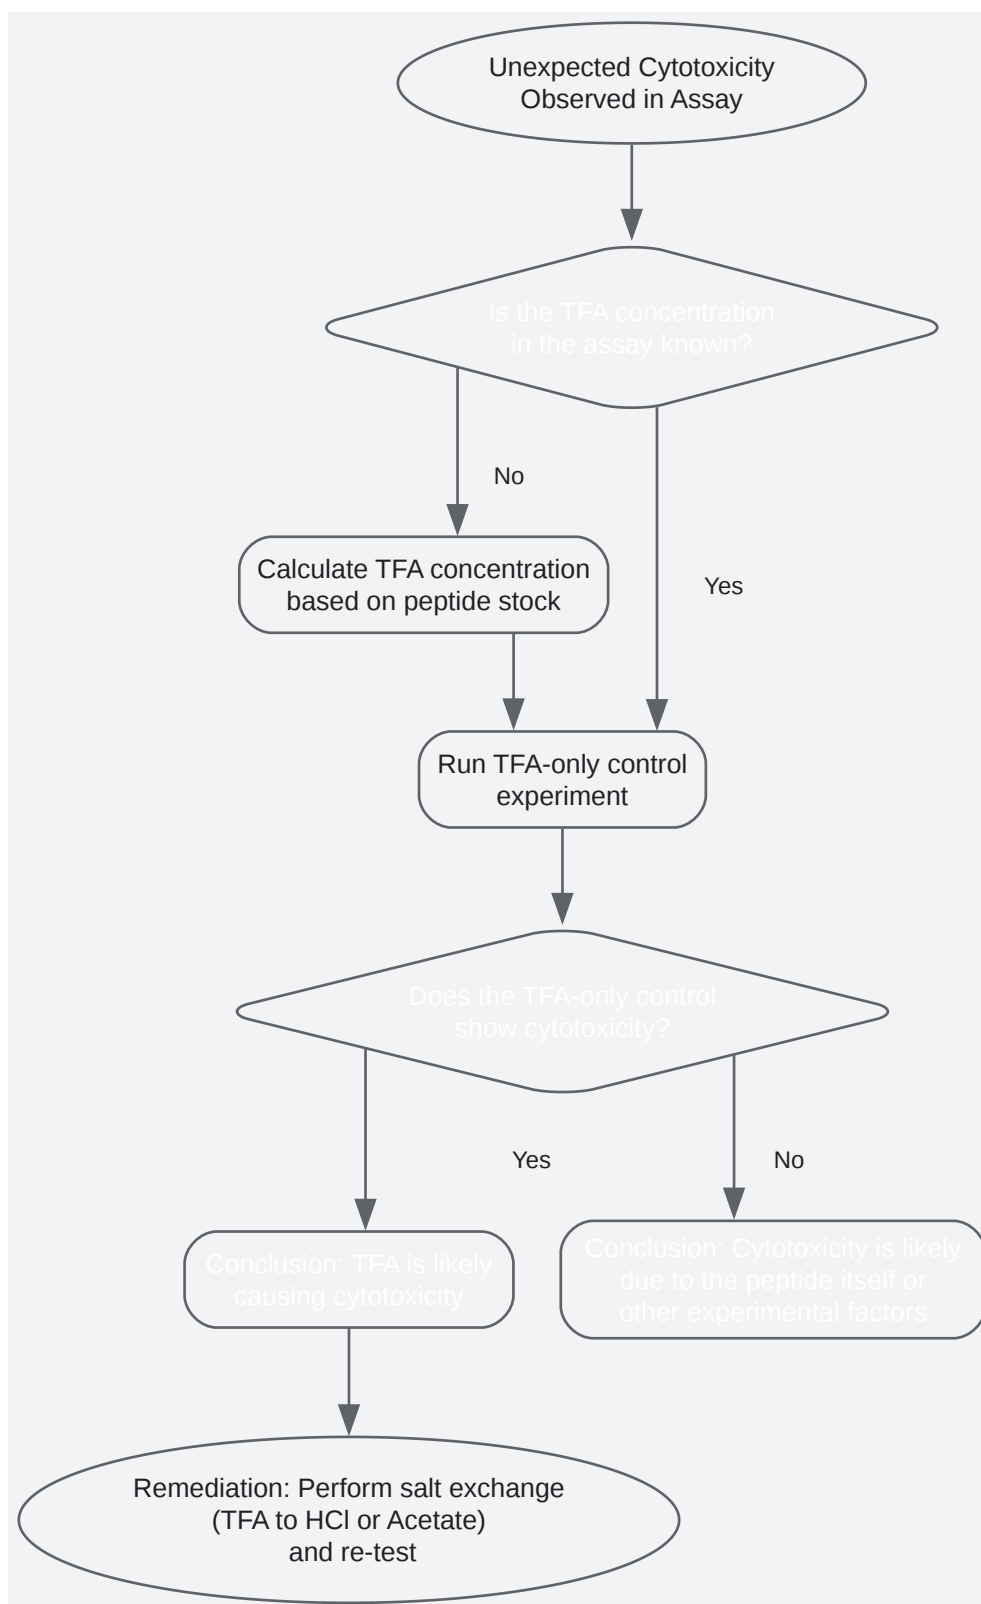 Unexpected Cytotoxicity
Observed in Assay
Is the TFA concentration
in the assay known?
No
Calculate TFA concentration
based on peptide stock
Yes
Run TFA-only control
experiment
Does the TFA-only control
show cytotoxicity?
Yes
No
Conclusion: TFA is likely
causing cytotoxicity
Conclusion: Cytotoxicity is likely
due to the peptide itself or
other experimental factors
Remediation: Perform salt exchange
(TFA to HCl or Acetate)
and re-test